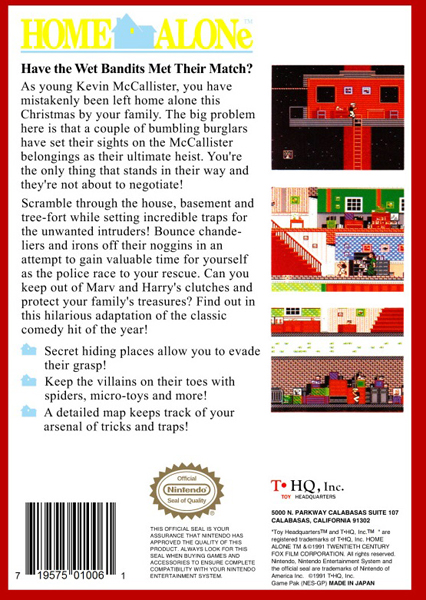 HOME ALONe™
Have the Wet Bandits Met Their Match?
As young Kevin McCallister, you have
mistakenly been left home alone this
Christmas by your family. The big problem
here is that a couple of bumbling burglars
have set their sights on the McCallister
belongings as their ultimate heist. You're
the only thing that stands in their way and
they're not about to negotiate!
Scramble through the house, basement and
tree-fort while setting incredible traps for
the unwanted intruders! Bounce chande-
liers and irons off their noggins in an
attempt to gain valuable time for yourself
as the police race to your rescue. Can you
keep out of Marv and Harry's clutches and
protect your family's treasures? Find out in
this hilarious adaptation of the classic
comedy hit of the year!
Secret hiding places allow you to evade
their grasp!
Keep the villains on their toes with
spiders, micro-toys and more!
A detailed map keeps track of your
arsenal of tricks and traps!
7 19575 01006 1
Official
Nintendo
Seal of Quality
THIS OFFICIAL SEAL IS YOUR
ASSURANCE THAT NINTENDO HAS
APPROVED THE QUALITY OF THIS
PRODUCT. ALWAYS LOOK FOR THIS
SEAL WHEN BUYING GAMES AND
ACCESSORIES TO ENSURE COMPLETE
COMPATIBILITY WITH YOUR NINTENDO
ENTERTAINMENT SYSTEM.
T•HQ, Inc.
TOY HEADQUARTERS
5000 N. PARKWAY CALABASAS SUITE 107
CALABASAS, CALIFORNIA 91302
"Toy Headquarters™ and T•HQ, Inc.™ " are
registered trademarks of T•HQ, Inc. HOME
ALONE TM & ©1991 TWENTIETH CENTURY
FOX FILM CORPORATION. All rights reserved.
Nintendo, Nintendo Entertainment System and
the official seal are trademarks of Nintendo of
America Inc. ©1991 T•HQ, Inc.
Game Pak (NES-GP) MADE IN JAPAN